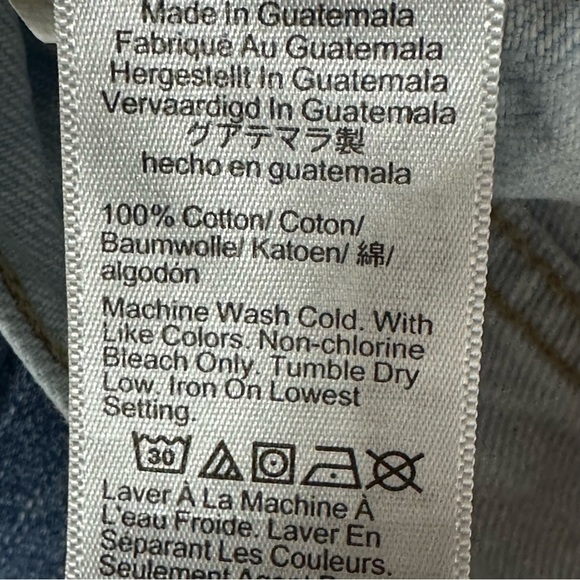 Made In Guatemala
Fabriqué Au Guatemala
Hergestellt In Guatemala
Vervaardigd In Guatemala
グアテマラ製
hecho en guatemala
100% Cotton/ Coton/
Baumwolle/ Katoen/ 綿/
algodón
Machine Wash Cold. With
Like Colors. Non-chlorine
Bleach Only. Tumble Dry
Low. Iron On Lowest
Setting.
30
Laver À La Machine À
L'eau Froide. Laver En
Séparant Les Couleurs.
Seulement